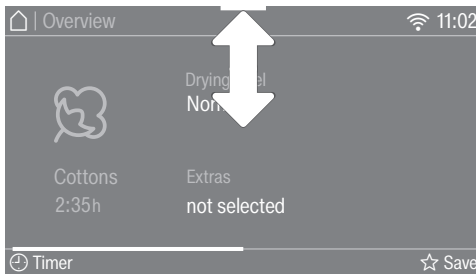 Overview
11:02
Drying
Cottons
Extras
2:35h
not selected
Timer
Save